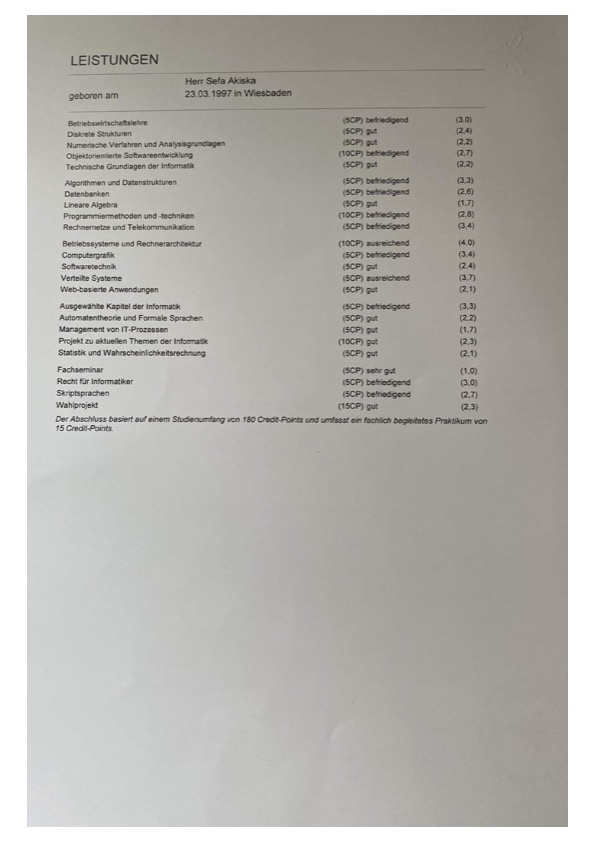 LEISTUNGEN
Herr Sefa Akiska
geboren am 23.03.1997 in Wiesbaden
Betriebswirtschaftslehre (5CP) befriedigend (3,0)
Diskrete Strukturen (5CP) gut (2,4)
Numerische Verfahren und Analysisgrundlagen (5CP) gut (2,2)
Objektorientierte Softwareentwicklung (10CP) befriedigend (2,7)
Technische Grundlagen der Informatik (5CP) gut (2,2)
Algorithmen und Datenstrukturen (5CP) befriedigend (3,3)
Datenbanken (5CP) befriedigend (2,6)
Lineare Algebra (5CP) gut (1,7)
Programmiermethoden und -techniken (10CP) befriedigend (2,8)
Rechnernetze und Telekommunikation (5CP) befriedigend (3,4)
Betriebssysteme und Rechnerarchitektur (10CP) ausreichend (4,0)
Computergrafik (5CP) befriedigend (3,4)
Softwaretechnik (5CP) gut (2,4)
Verteilte Systeme (5CP) ausreichend (3,7)
Web-basierte Anwendungen (5CP) gut (2,1)
Ausgewählte Kapitel der Informatik (5CP) befriedigend (3,3)
Automatentheorie und Formale Sprachen (5CP) gut (2,2)
Management von IT-Prozessen (5CP) gut (1,7)
Projekt zu aktuellen Themen der Informatik (10CP) gut (2,3)
Statistik und Wahrscheinlichkeitsrechnung (5CP) gut (2,1)
Fachseminar (5CP) sehr gut (1,0)
Recht für Informatiker (5CP) befriedigend (3,0)
Skriptsprachen (5CP) befriedigend (2,7)
Wahlprojekt (15CP) gut (2,3)
Der Abschluss basiert auf einem Studienumfang von 180 Credit-Points und umfasst ein fachlich begleitetes Praktikum von
15 Credit-Points.